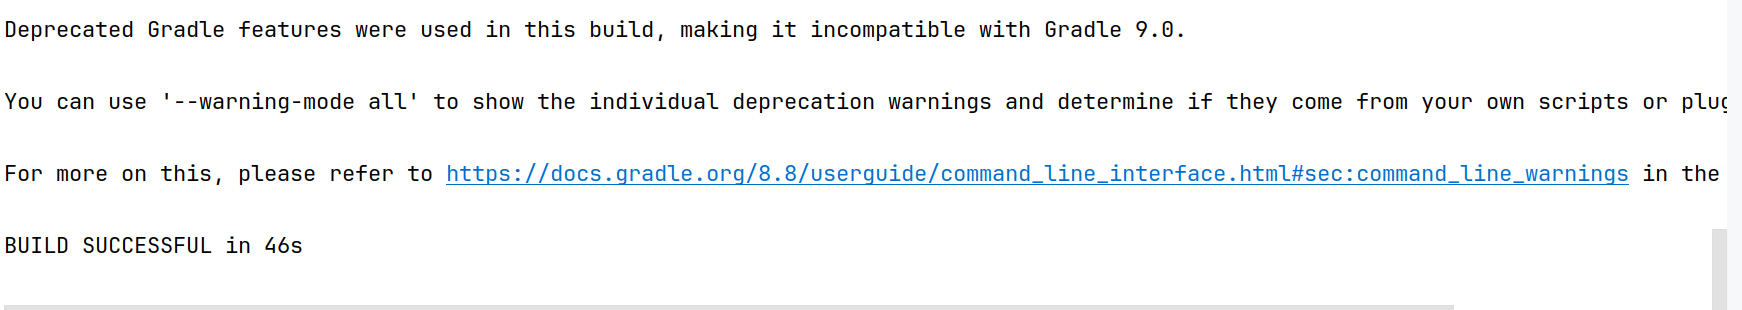 Deprecated Gradle features were used in this build, making it incompatible with Gradle 9.0.
You can use '--warning-mode all' to show the individual deprecation warnings and determine if they come from your own scripts or
For more on this, please refer to https://docs.gradle.org/8.8/userguide/command_line_interface.html#sec:command_line_warnings in the
BUILD SUCCESSFUL in 46s